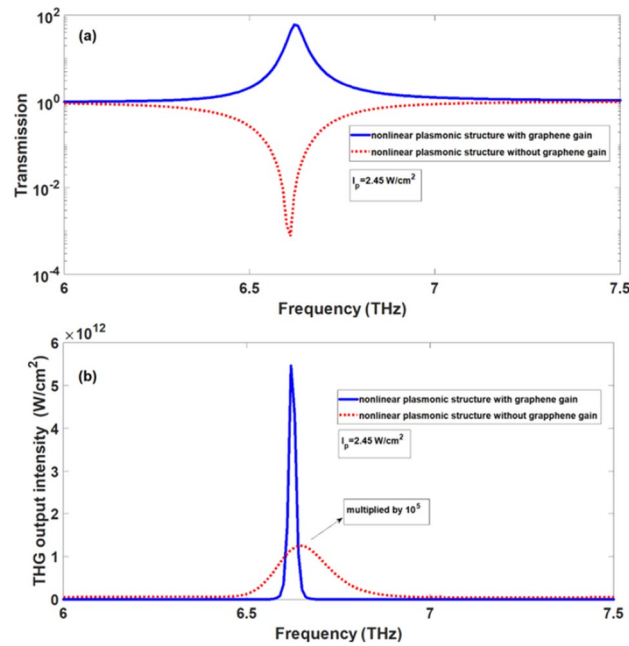 10²
(a)
10⁰
10⁻²
10⁻⁴
Transmission
nonlinear plasmonic structure with graphene gain
nonlinear plasmonic structure without graphene gain
Iₚ=2.45 W/cm²
6
6.5
7
7.5
Frequency (THz)
×10¹²
6
(b)
5
4
3
2
1
0
THG output intensity (W/cm²)
nonlinear plasmonic structure with graphene gain
nonlinear plasmonic structure without grapphene gain
Iₚ=2.45 W/cm²
multiplied by 10⁵
6
6.5
7
7.5
Frequency (THz)